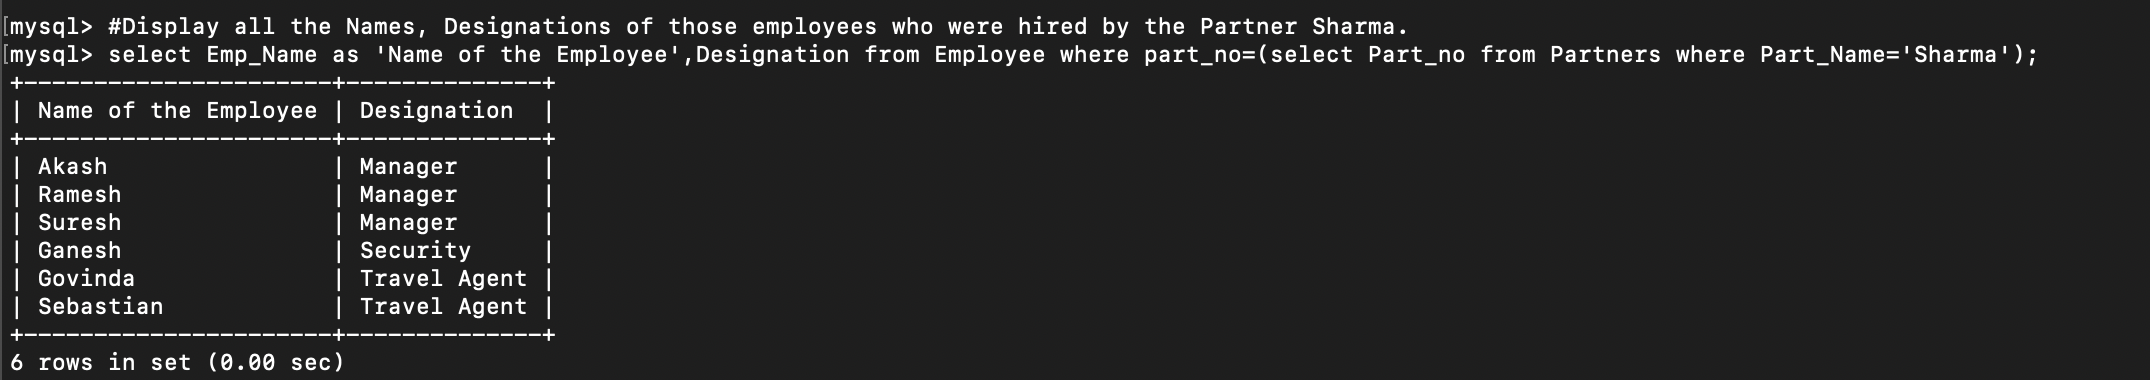 [mysql> #Display all the Names, Designations of those employees who were hired by the Partner Sharma.
[mysql> select Emp_Name as 'Name of the Employee',Designation from Employee where part_no=(select Part_no from Partners where Part_Name='Sharma');
+----------------------+--------------+
| Name of the Employee | Designation  |
+----------------------+--------------+
| Akash                | Manager      |
| Ramesh               | Manager      |
| Suresh               | Manager      |
| Ganesh               | Security     |
| Govinda              | Travel Agent |
| Sebastian            | Travel Agent |
+----------------------+--------------+
6 rows in set (0.00 sec)